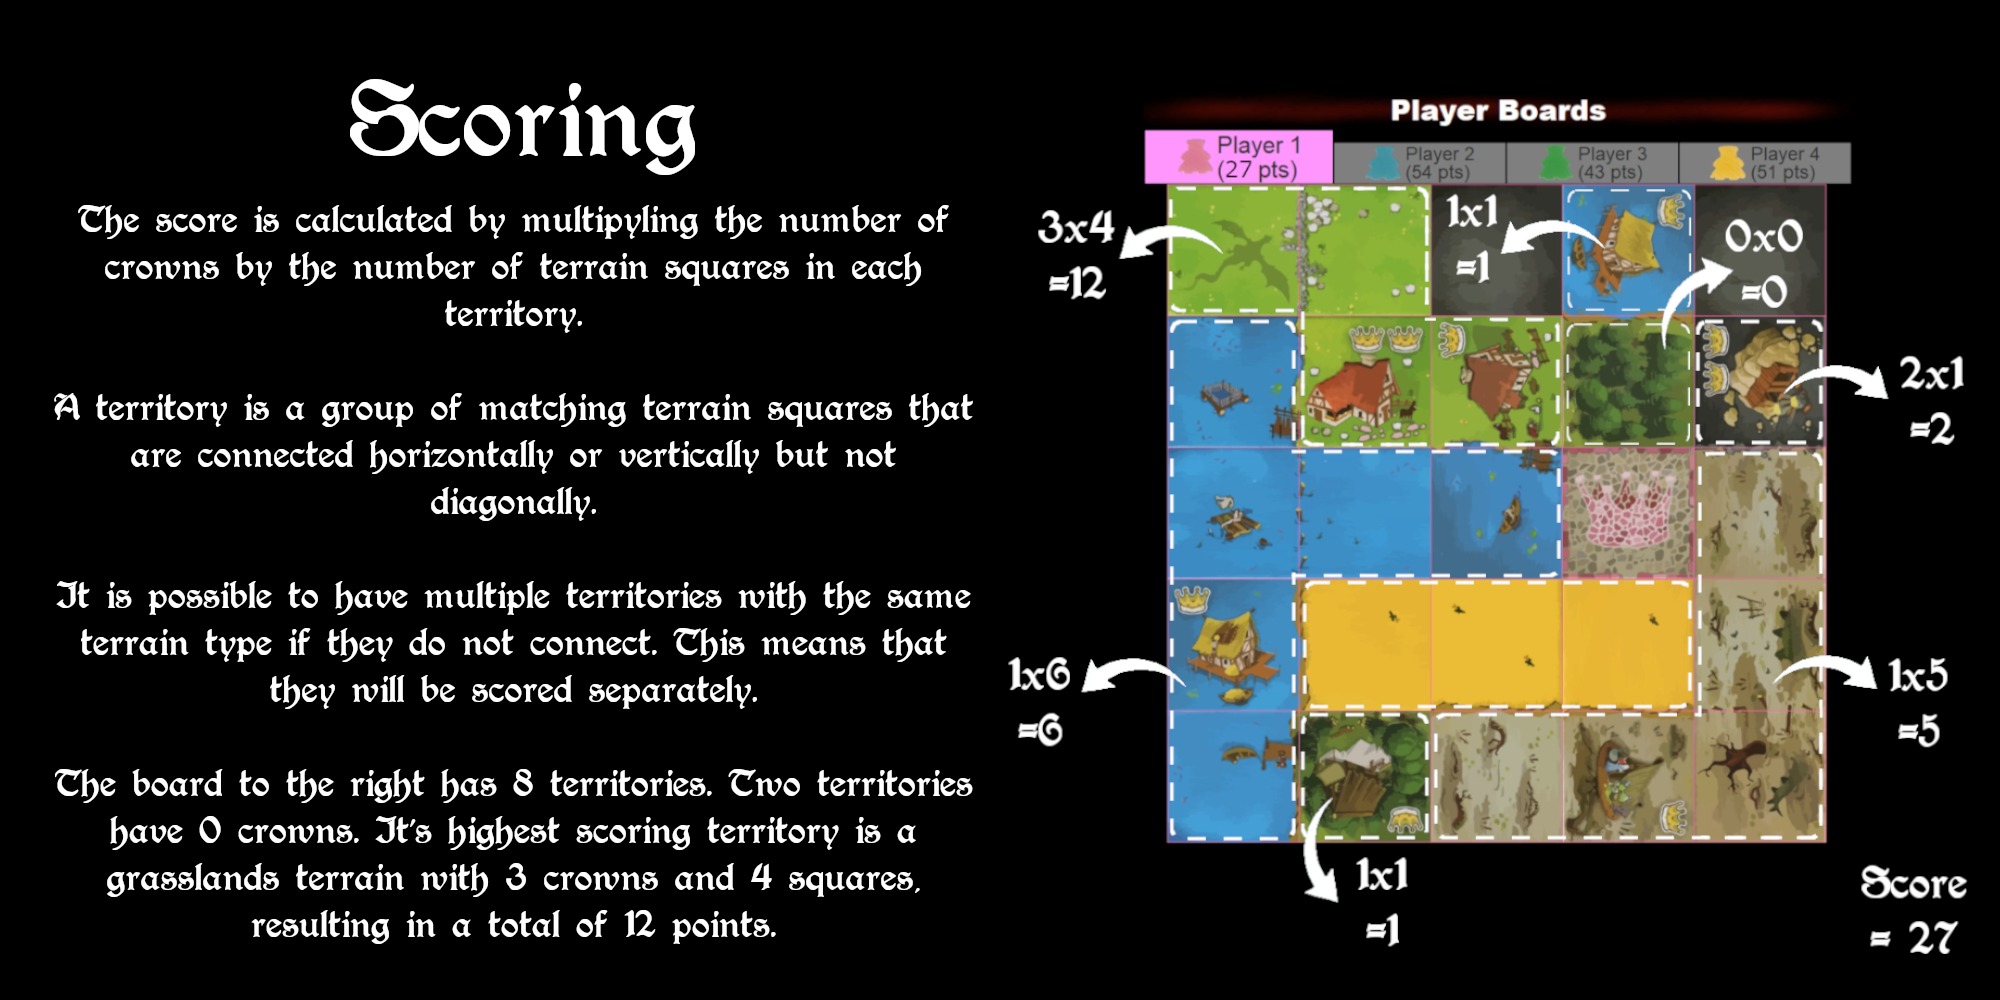 Scoring
The score is calculated by multipyling the number of
crowns by the number of terrain squares in each
territory.
A territory is a group of matching terrain squares that
are connected horizontally or vertically but not
diagonally.
It is possible to have multiple territories with the same
terrain type if they do not connect. This means that
they will be scored separately.
The board to the right has 8 territories. Two territories
have 0 crowns. It's highest scoring territory is a
grasslands terrain with 3 crowns and 4 squares,
resulting in a total of 12 points.
Player Boards
Player 1
(27 pts)
Player 2
(54 pts)
Player 3
(43 pts)
Player 4
(51 pts)
3x4
=12
1x1
=1
0x0
=0
2x1
=2
1x6
=6
1x5
=5
1x1
=1
Score
= 27